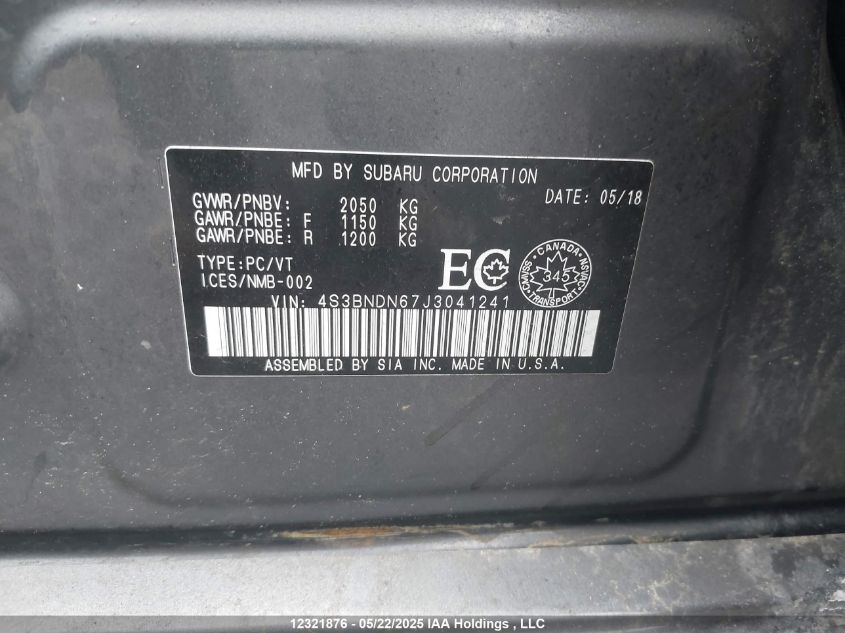 MFD BY SUBARU CORPORATION
GVWR/PNBV: 2050 KG DATE: 05/18
GAWR/PNBE: F 1150 KG
GAWR/PNBE: R 1200 KG
TYPE:PC/VT
ICES/NMB-002
EC
CANADA
CMVSS NSVAC
345
TRANSPORT
VIN: 4S3BNDN67J3041241
ASSEMBLED BY SIA INC. MADE IN U.S.A.
12321876 - 05/22/2025 IAA Holdings , LLC